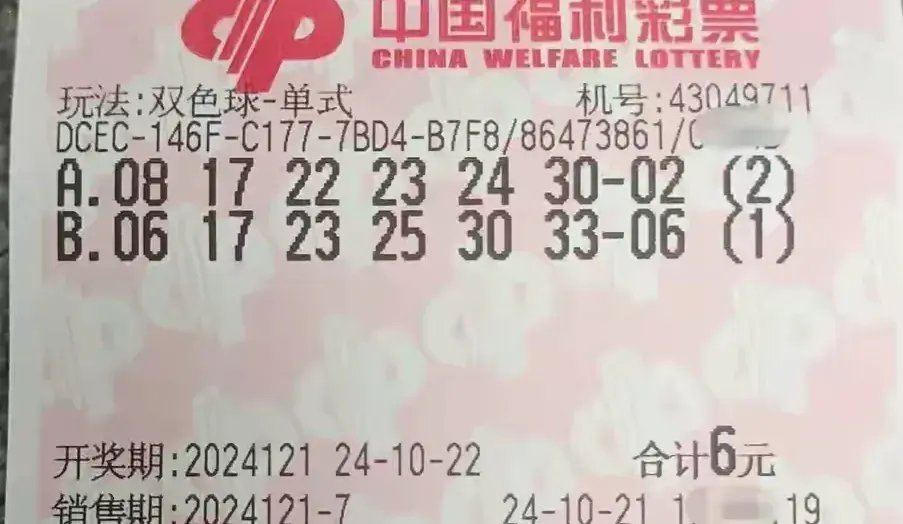 中国福利彩票
CHINA WELFARE LOTTERY
玩法:双色球-单式 机号:43049711
DCEC-146F-C177-7BD4-B7F8/86473861/
A.08 17 22 23 24 30-02 (2)
B.06 17 23 25 30 33-06 (1)
开奖期:2024121 24-10-22 合计6元
销售期:2024121-7 24-10-21 19